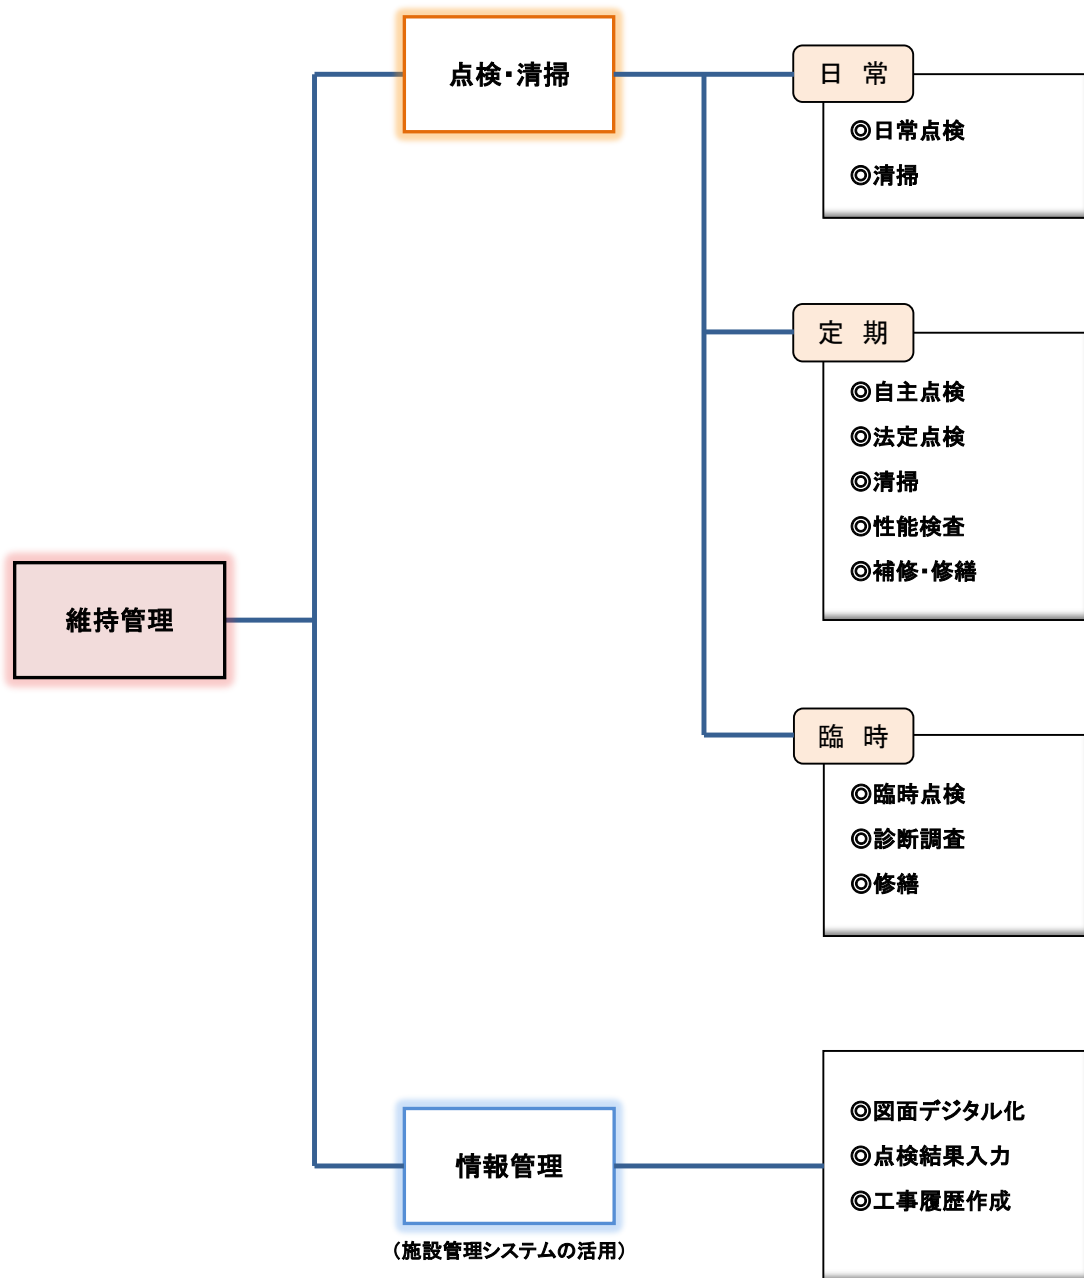 点検・清掃
日 常
◎日常点検
◎清掃
定 期
◎自主点検
◎法定点検
◎清掃
◎性能検査
◎補修・修繕
維持管理
臨 時
◎臨時点検
◎診断調査
◎修繕
情報管理
（施設管理システムの活用）
◎図面デジタル化
◎点検結果入力
◎工事履歴作成